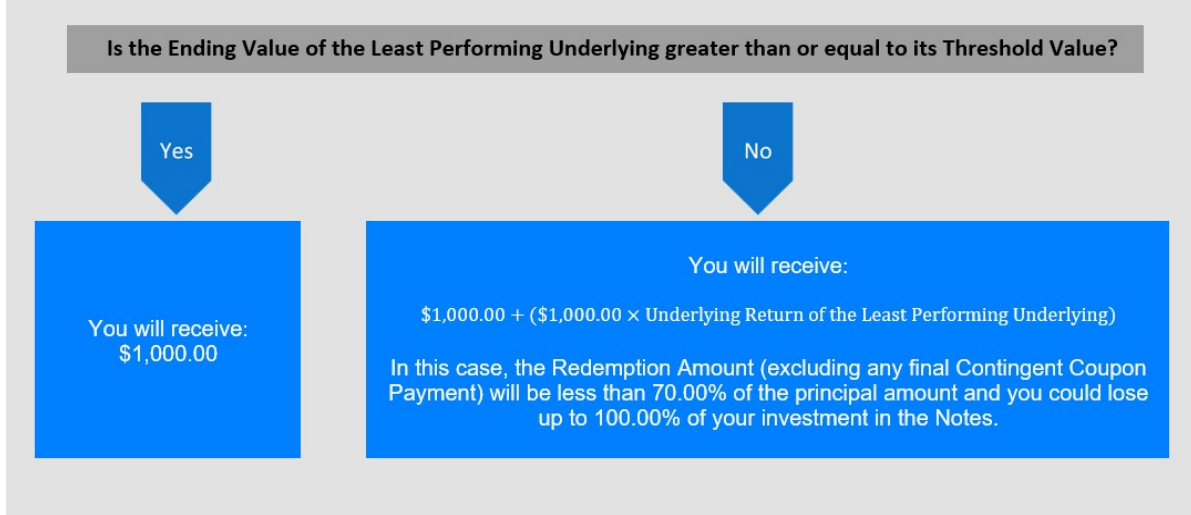 Is the Ending Value of the Least Performing Underlying greater than or equal to its Threshold Value?
Yes
No
You will receive:
$1,000.00
You will receive:
$1,000.00 + ($1,000.00 × Underlying Return of the Least Performing Underlying)
In this case, the Redemption Amount (excluding any final Contingent Coupon
Payment) will be less than 70.00% of the principal amount and you could lose
up to 100.00% of your investment in the Notes.